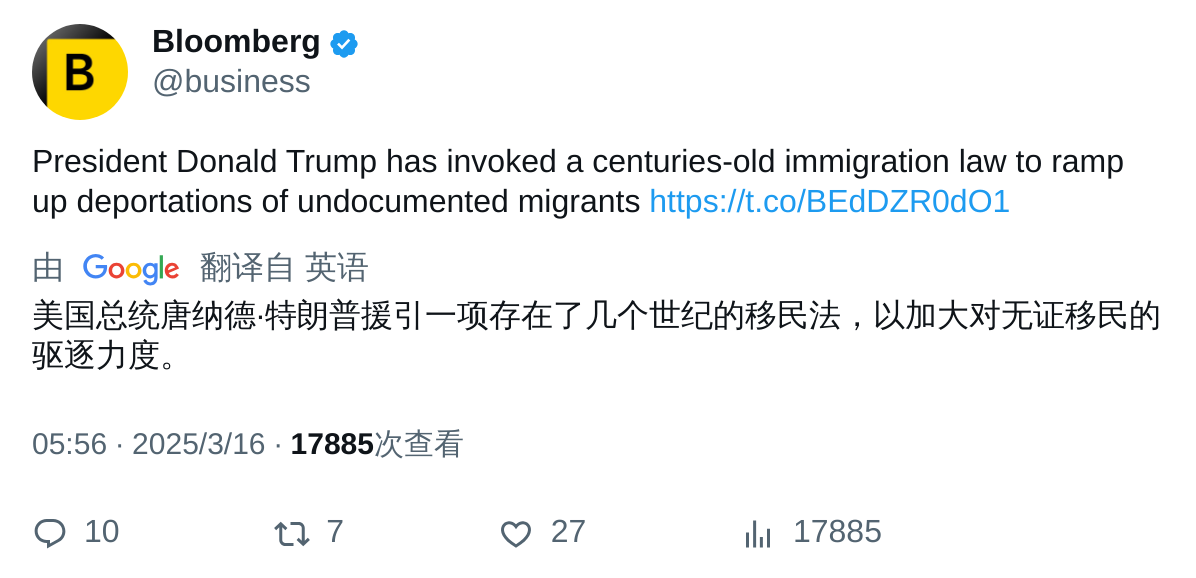 B
Bloomberg
@business
President Donald Trump has invoked a centuries-old immigration law to ramp
up deportations of undocumented migrants https://t.co/BEdDZR0dO1
由 Google 翻译自 英语
美国总统唐纳德·特朗普援引一项存在了几个世纪的移民法，以加大对无证移民的
驱逐力度。
05:56 · 2025/3/16 · 17885次查看
10 7 27 17885